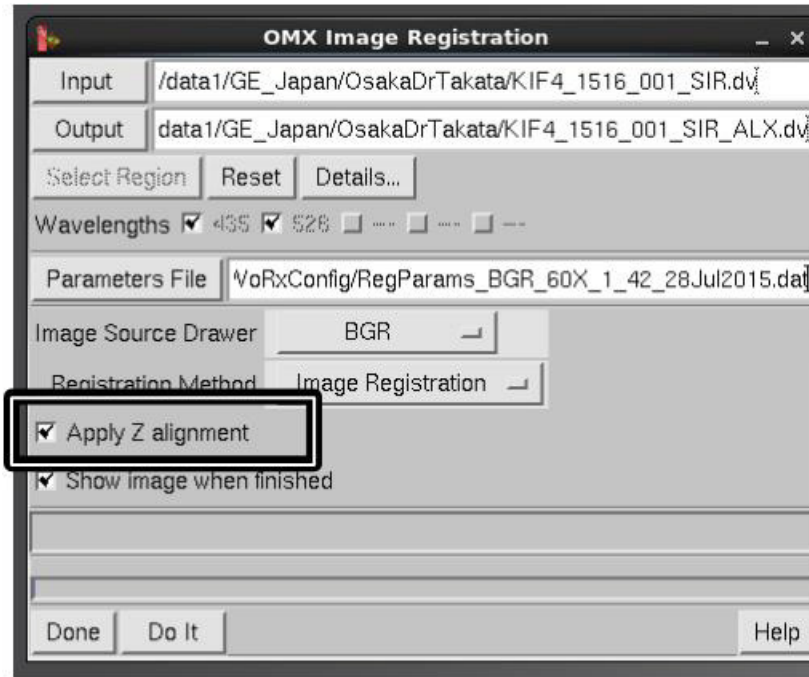 OMX Image Registration
Input /data1/GE_Japan/OsakaDrTakata/KIF4_1516_001_SIR.dv
Output data1/GE_Japan/OsakaDrTakata/KIF4_1516_001_SIR_ALX.dv
Select Region Reset Details...
Wavelengths 435 528 --- --- ---
Parameters File WoRxConfig/RegParams_BGR_60X_1_42_28Jul2015.dat
Image Source Drawer BGR
Registration Method Image Registration
Apply Z alignment
Show image when finished
Done Do It Help